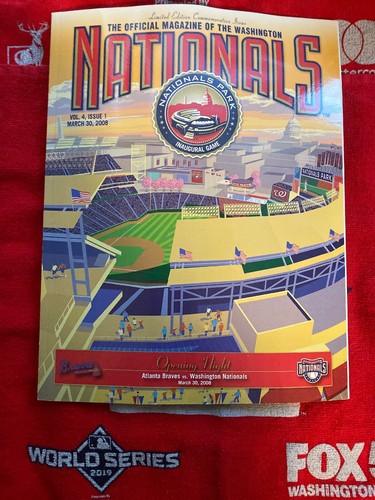 Limited Edition Commemorative Issue
THE OFFICIAL MAGAZINE OF THE WASHINGTON
NATIONALS
VOL. 4, ISSUE 1
MARCH 30, 2008
NATIONALS PARK
INAUGURAL GAME
NATIONALS PARK
W
Opening Night
Braves
Atlanta Braves vs. Washington Nationals
March 30, 2008
NATIONALS
WORLD SERIES
2019
FOX 5
WASHINGTON